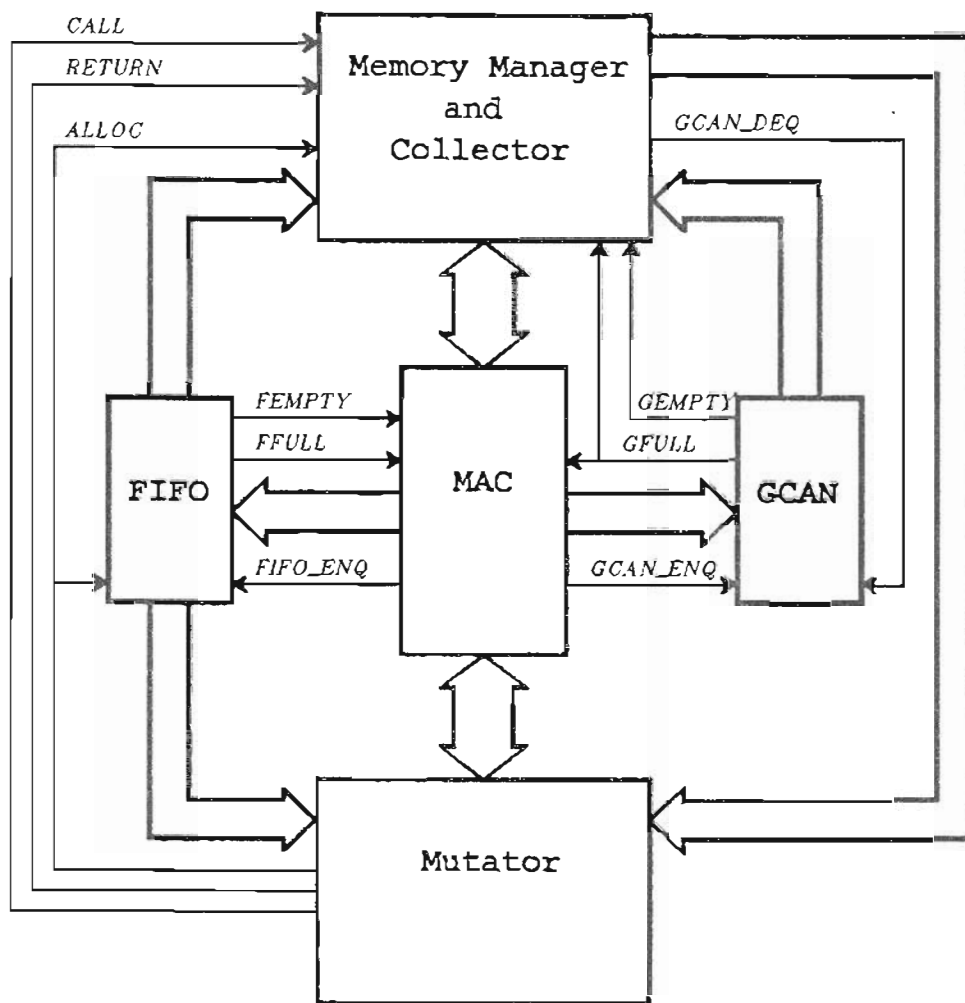 CALL
RETURN
ALLOC
Memory Manager
and
Collector
GCAN_DEQ
FEMPTY
FFULL
FIFO
FIFO_ENQ
MAC
GEMPTY
GFULL
GCAN
GCAN_ENQ
Mutator